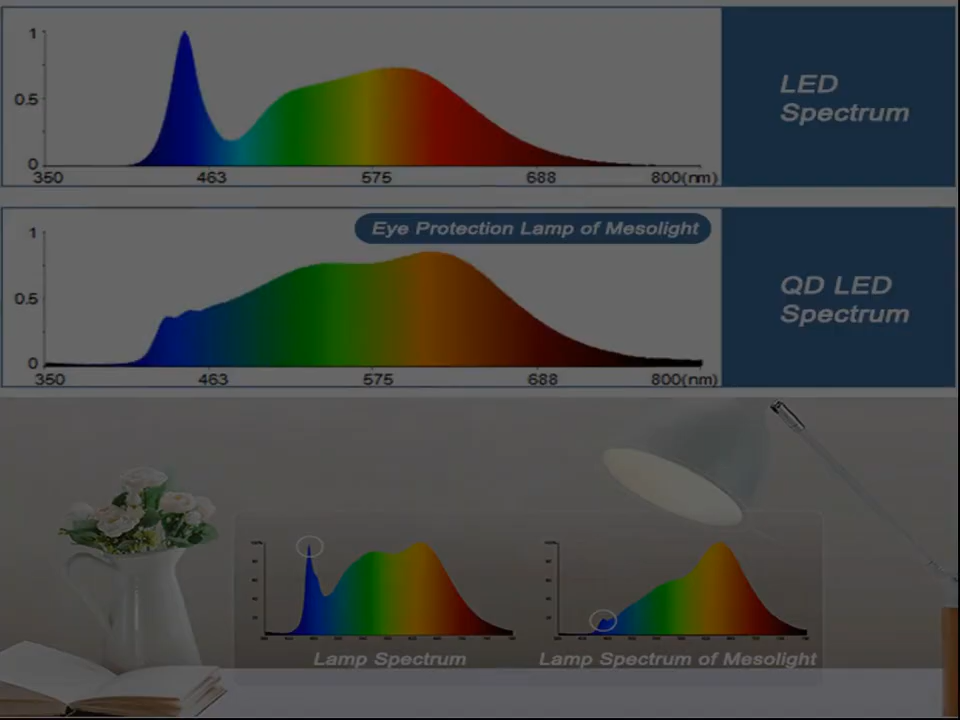 1
0.5
0
350 463 575 688 800(nm)
LED
Spectrum
Eye Protection Lamp of Mesolight
1
0.5
0
350 463 575 688 800(nm)
QD LED
Spectrum
Lamp Spectrum
Lamp Spectrum of Mesolight